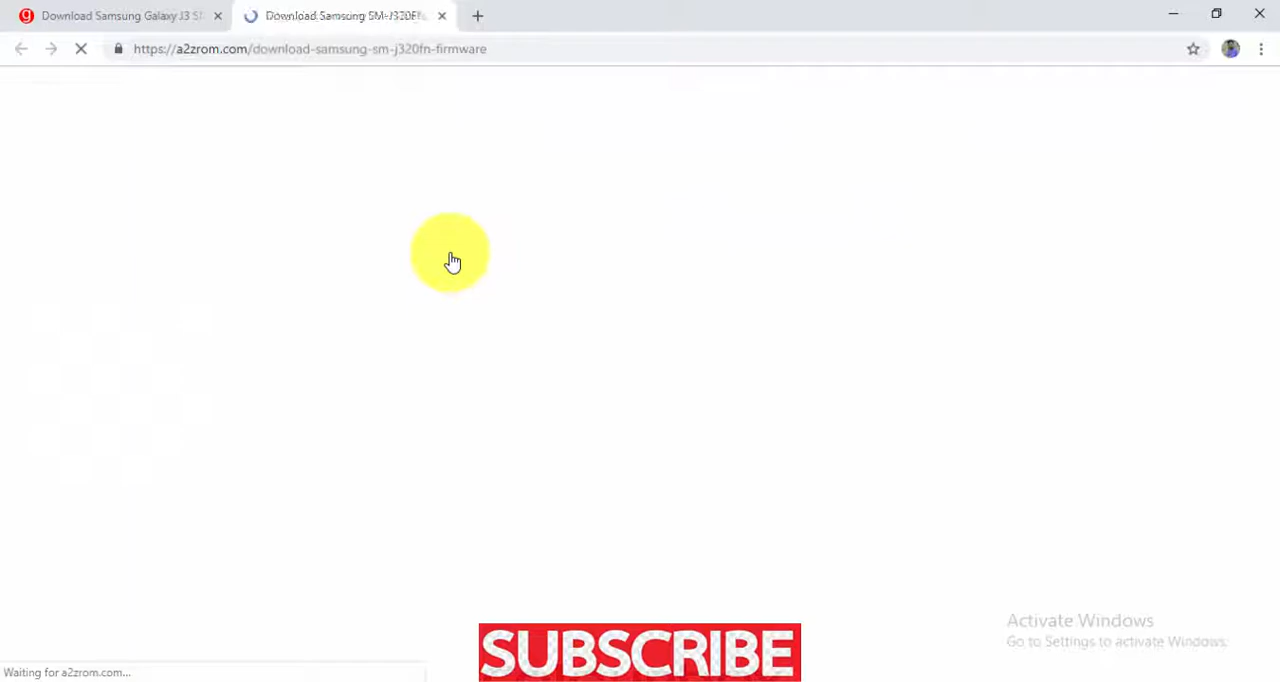 Download Samsung Galaxy J3
Download Samsung SM-J320F
https://a2zrom.com/download-samsung-sm-j320fn-firmware
SUBSCRIBE
Activate Windows
Go to Settings to activate Windows.
Waiting for a2zrom.com...